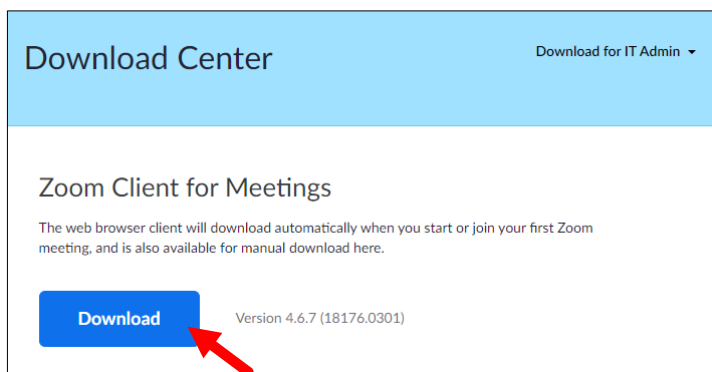 Download Center
Download for IT Admin
Zoom Client for Meetings
The web browser client will download automatically when you start or join your first Zoom
meeting, and is also available for manual download here.
Download
Version 4.6.7 (18176.0301)